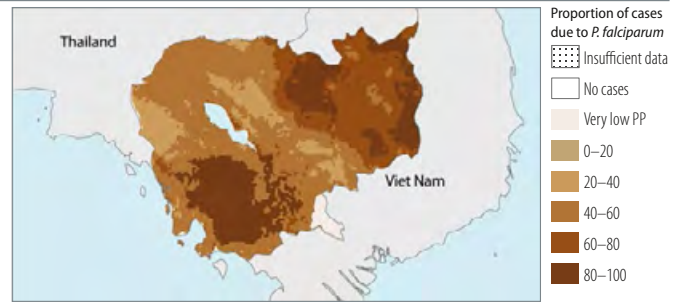 Thailand
Viet Nam
Proportion of cases
due to P. falciparum
Insufficient data
No cases
Very low PP
0–20
20–40
40–60
60–80
80–100